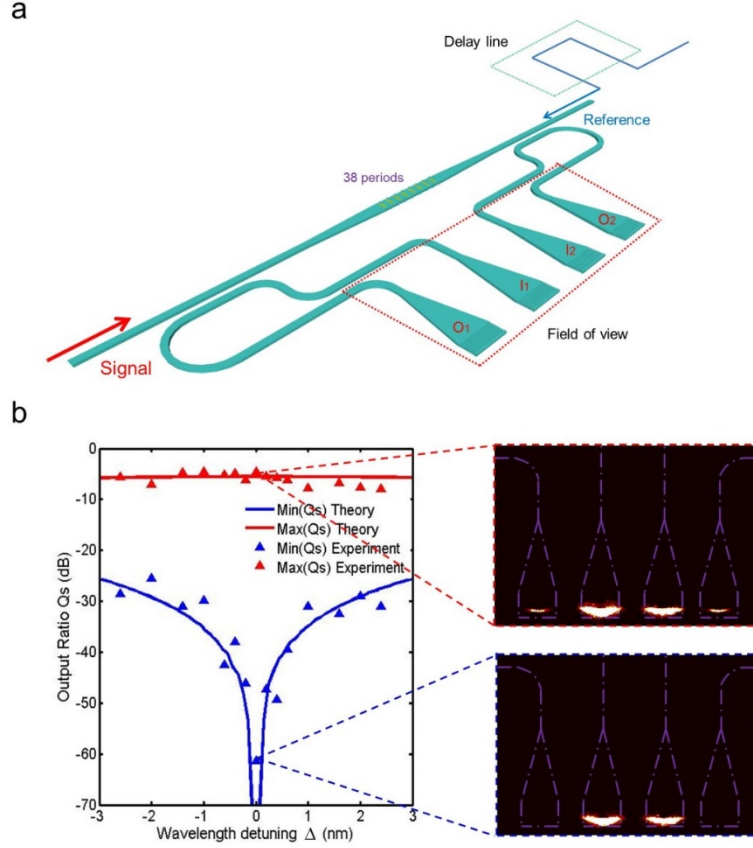 a
Delay line
Reference
38 periods
O2
I2
I1
O1
Field of view
Signal
b
0
-10
-20
-30
-40
-50
-60
-70
Output Ratio Qs (dB)
Min(Qs) Theory
Max(Qs) Theory
Min(Qs) Experiment
Max(Qs) Experiment
-3 -2 -1 0 1 2 3
Wavelength detuning Δ (nm)